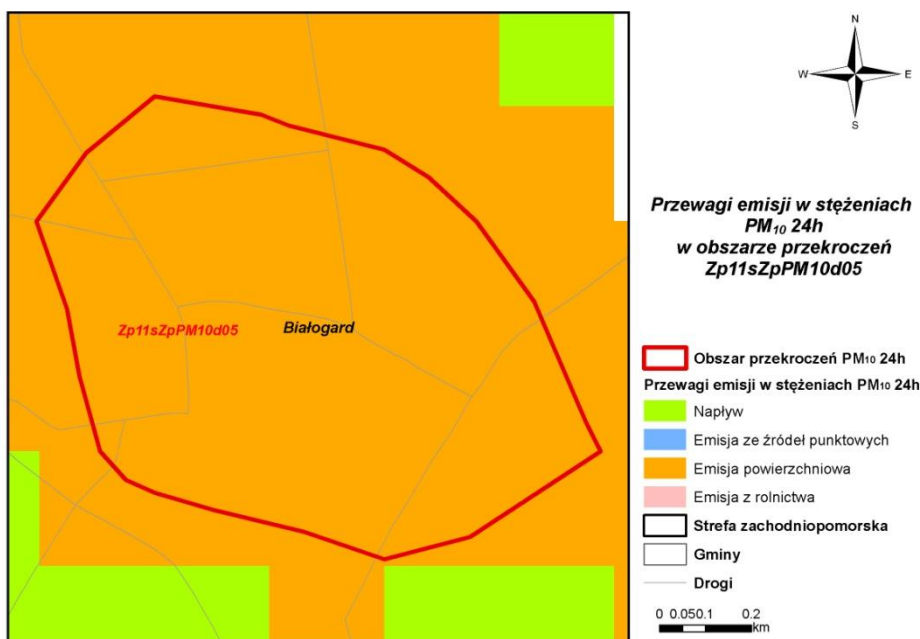 N
W
E
S
Przewagi emisji w stężeniach
PM₁₀ 24h
w obszarze przekroczeń
Zp11sZpPM10d05
Zp11sZpPM10d05
Białogard
Obszar przekroczeń PM₁₀ 24h
Przewagi emisji w stężeniach PM₁₀ 24h
Napływ
Emisja ze źródeł punktowych
Emisja powierzchniowa
Emisja z rolnictwa
Strefa zachodniopomorska
Gminy
Drogi
0 0.050.1 0.2
km